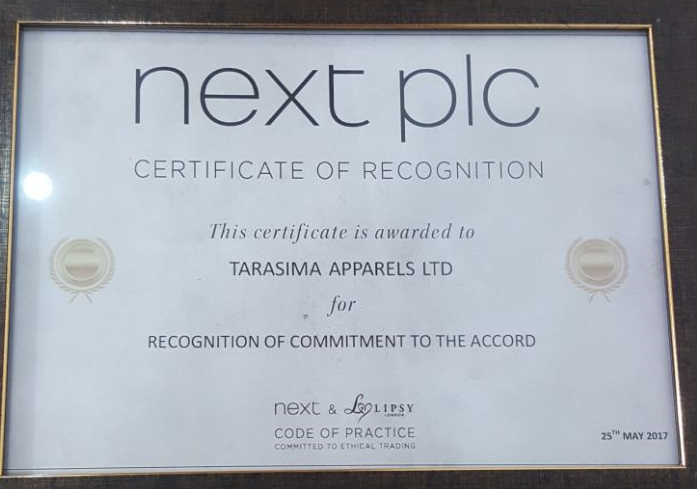 next plc
CERTIFICATE OF RECOGNITION
This certificate is awarded to
TARASIMA APPARELS LTD
for
RECOGNITION OF COMMITMENT TO THE ACCORD
next & L LIPSY
LONDON
CODE OF PRACTICE
COMMITTED TO ETHICAL TRADING
25TH MAY 2017